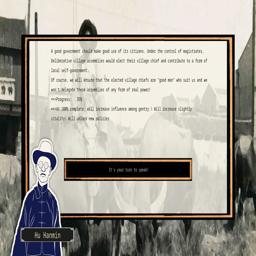 A good government should make good use of its citizens. Under the control of magistrates,
Deliberative village assemblies would elect their village chief and contribute to a form of
local self-government.
Of course, we will ensure that the elected village chiefs are "good men" who suit us and we
won't delegate these assemblies of any form of real power!
Progress:
100% complete: Will increase influence among gentry ; Will increase slightly
Will unlock new policies
It's your turn to speak!
Hu Hanmin